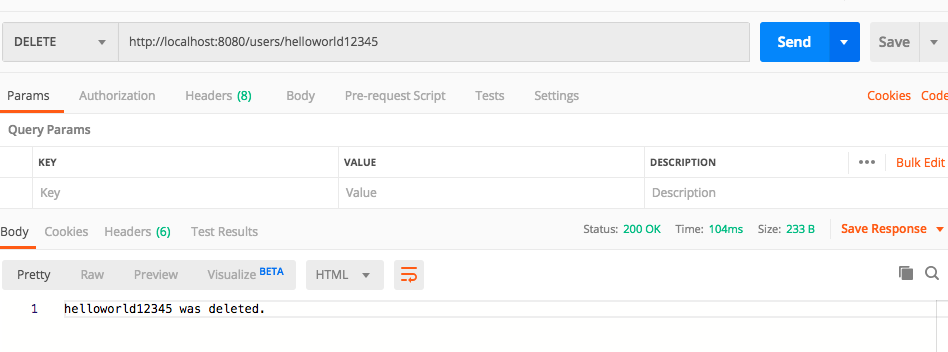 DELETE http://localhost:8080/users/helloworld12345 Send Save
Params Authorization Headers (8) Body Pre-request Script Tests Settings Cookies Code
Query Params
KEY VALUE DESCRIPTION ••• Bulk Edit
Key Value Description
Body Cookies Headers (6) Test Results Status: 200 OK Time: 104ms Size: 233 B Save Response
Pretty Raw Preview Visualize BETA HTML
1 helloworld12345 was deleted.